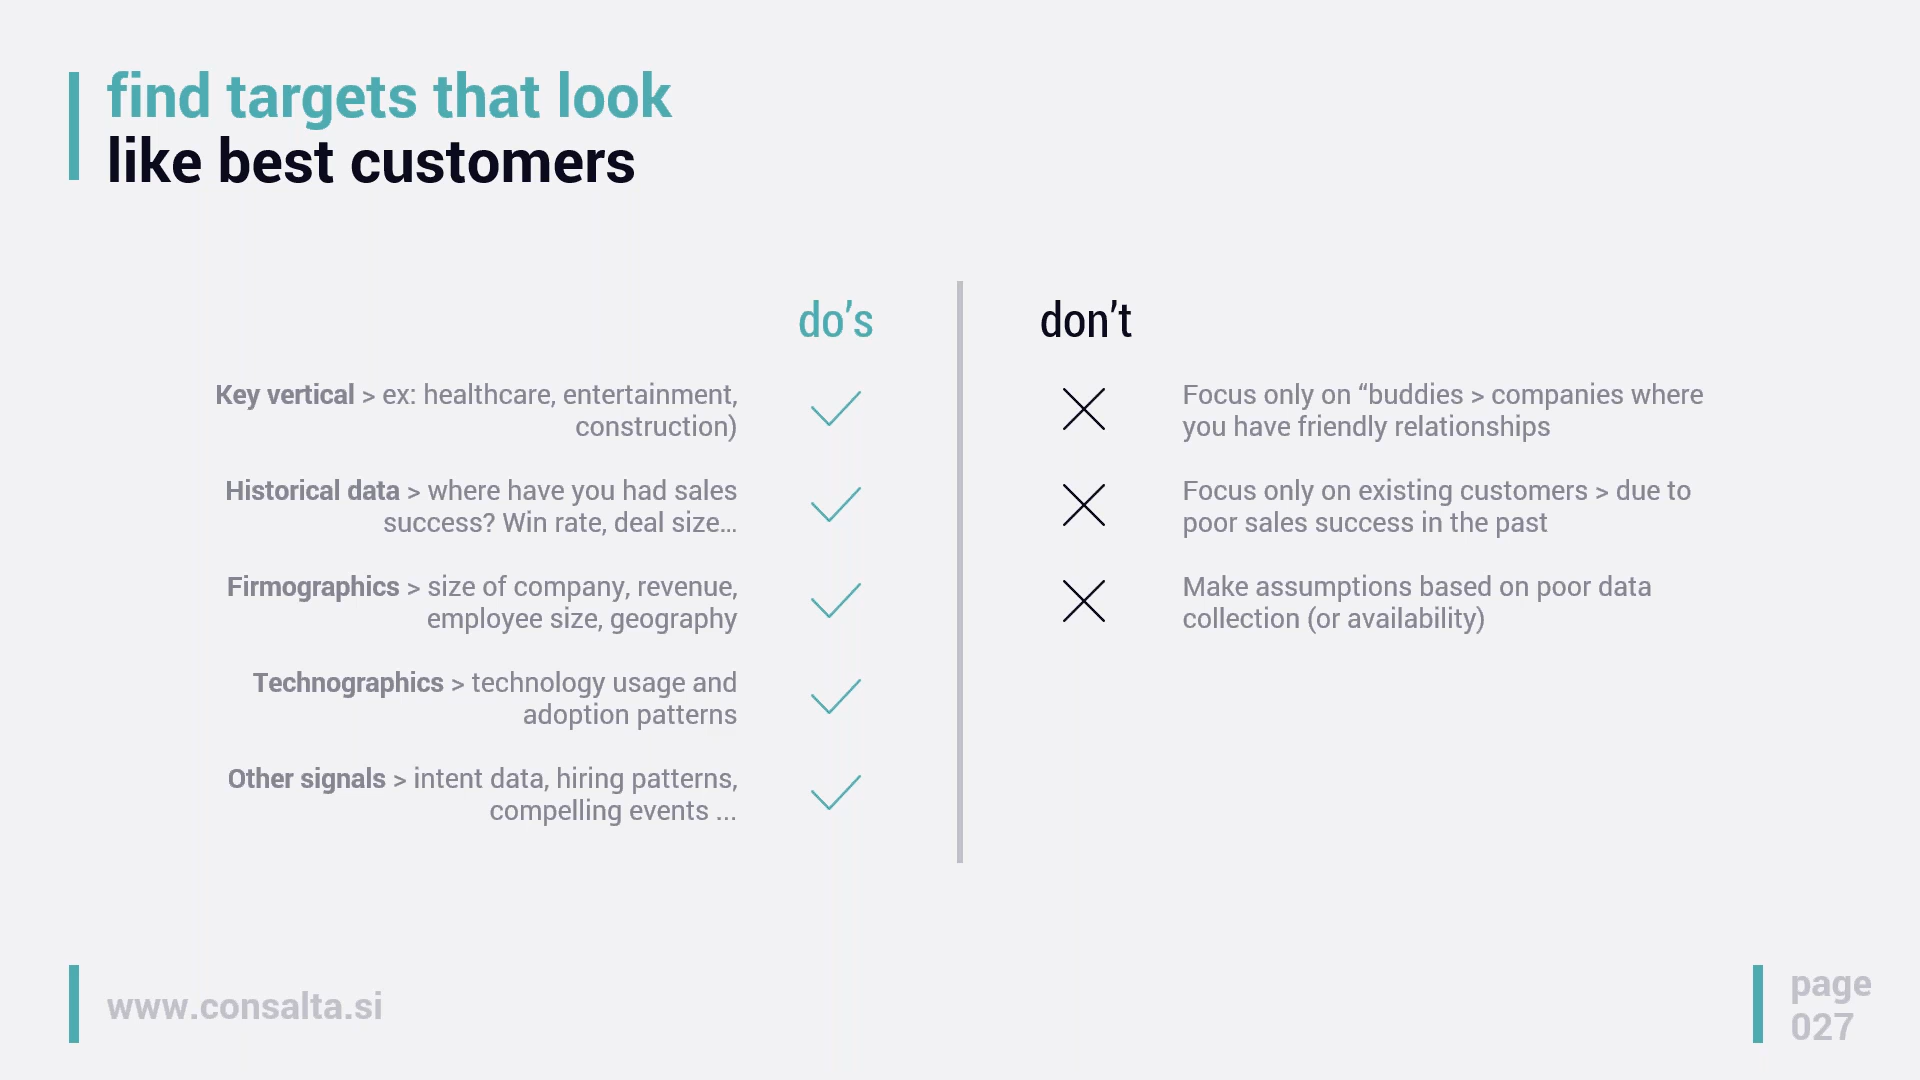 find targets that look
like best customers
do’s
Key vertical > ex: healthcare, entertainment,
construction)
Historical data > where have you had sales
success? Win rate, deal size…
Firmographics > size of company, revenue,
employee size, geography
Technographics > technology usage and
adoption patterns
Other signals > intent data, hiring patterns,
compelling events ...
don’t
Focus only on “buddies > companies where
you have friendly relationships
Focus only on existing customers > due to
poor sales success in the past
Make assumptions based on poor data
collection (or availability)
www.consalta.si
page
027